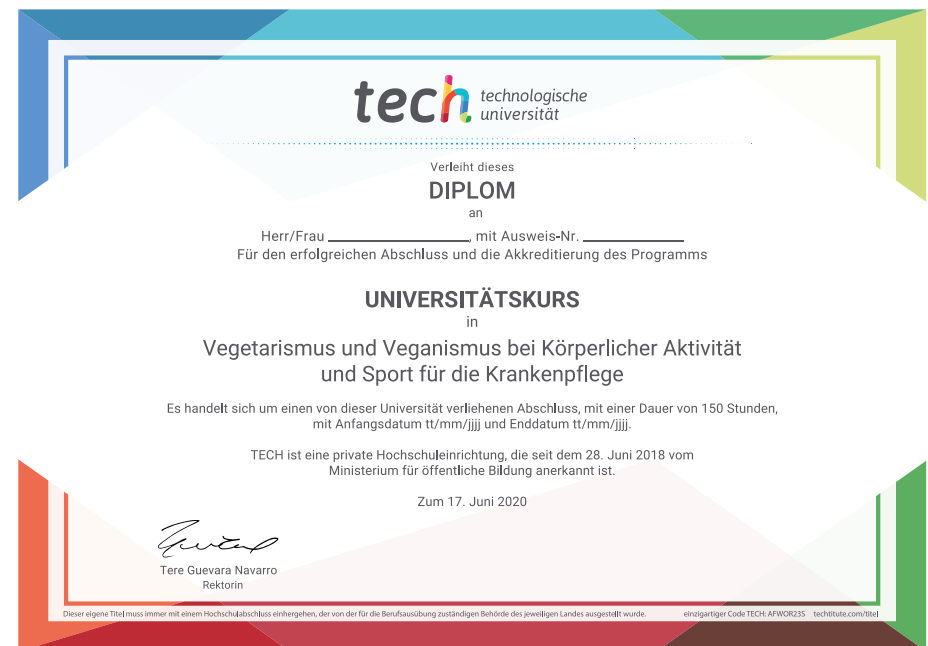 tech technologische
universität
Verleiht dieses
DIPLOM
an
Herr/Frau ____________________, mit Ausweis-Nr. ______________
Für den erfolgreichen Abschluss und die Akkreditierung des Programms
UNIVERSITÄTSKURS
in
Vegetarismus und Veganismus bei Körperlicher Aktivität
und Sport für die Krankenpflege
Es handelt sich um einen von dieser Universität verliehenen Abschluss, mit einer Dauer von 150 Stunden,
mit Anfangsdatum tt/mm/jjjj und Enddatum tt/mm/jjjj.
TECH ist eine private Hochschuleinrichtung, die seit dem 28. Juni 2018 vom
Ministerium für öffentliche Bildung anerkannt ist.
Zum 17. Juni 2020
Tere Guevara Navarro
Rektorin
Dieser eigene Titel muss immer mit einem Hochschulabschluss einhergehen, der von der für die Berufsausübung zuständigen Behörde des jeweiligen Landes ausgestellt wurde. einzigartiger Code TECH: AFWOR23S techtitute.com/titel